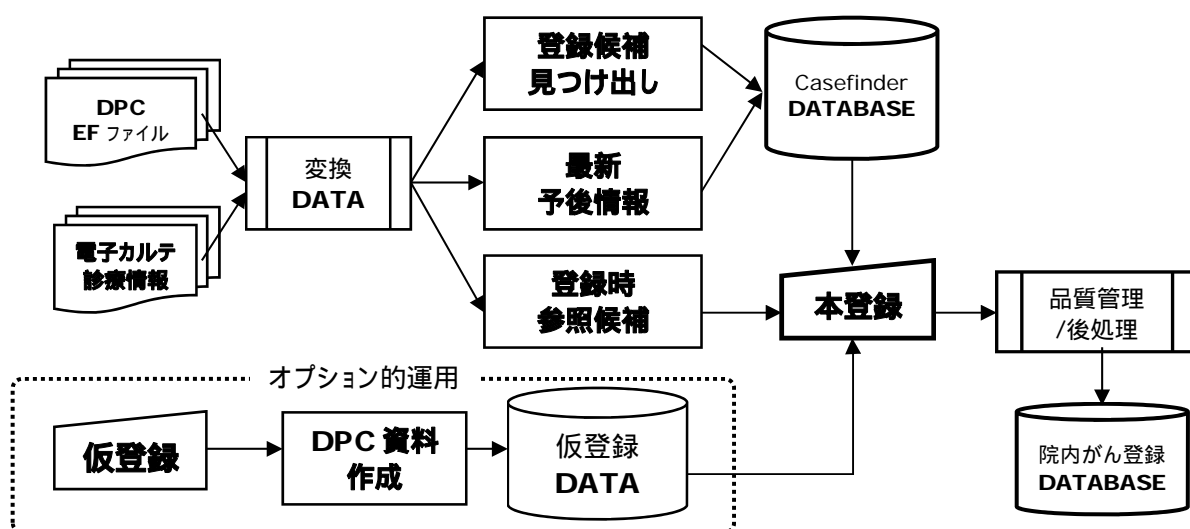 DPC
EF ファイル
電子カルテ
診療情報
変換
DATA
登録候補
見つけ出し
最新
予後情報
登録時
参照候補
Casefinder
DATABASE
本登録
品質管理
/後処理
院内がん登録
DATABASE
オプション的運用
仮登録
DPC 資料
作成
仮登録
DATA